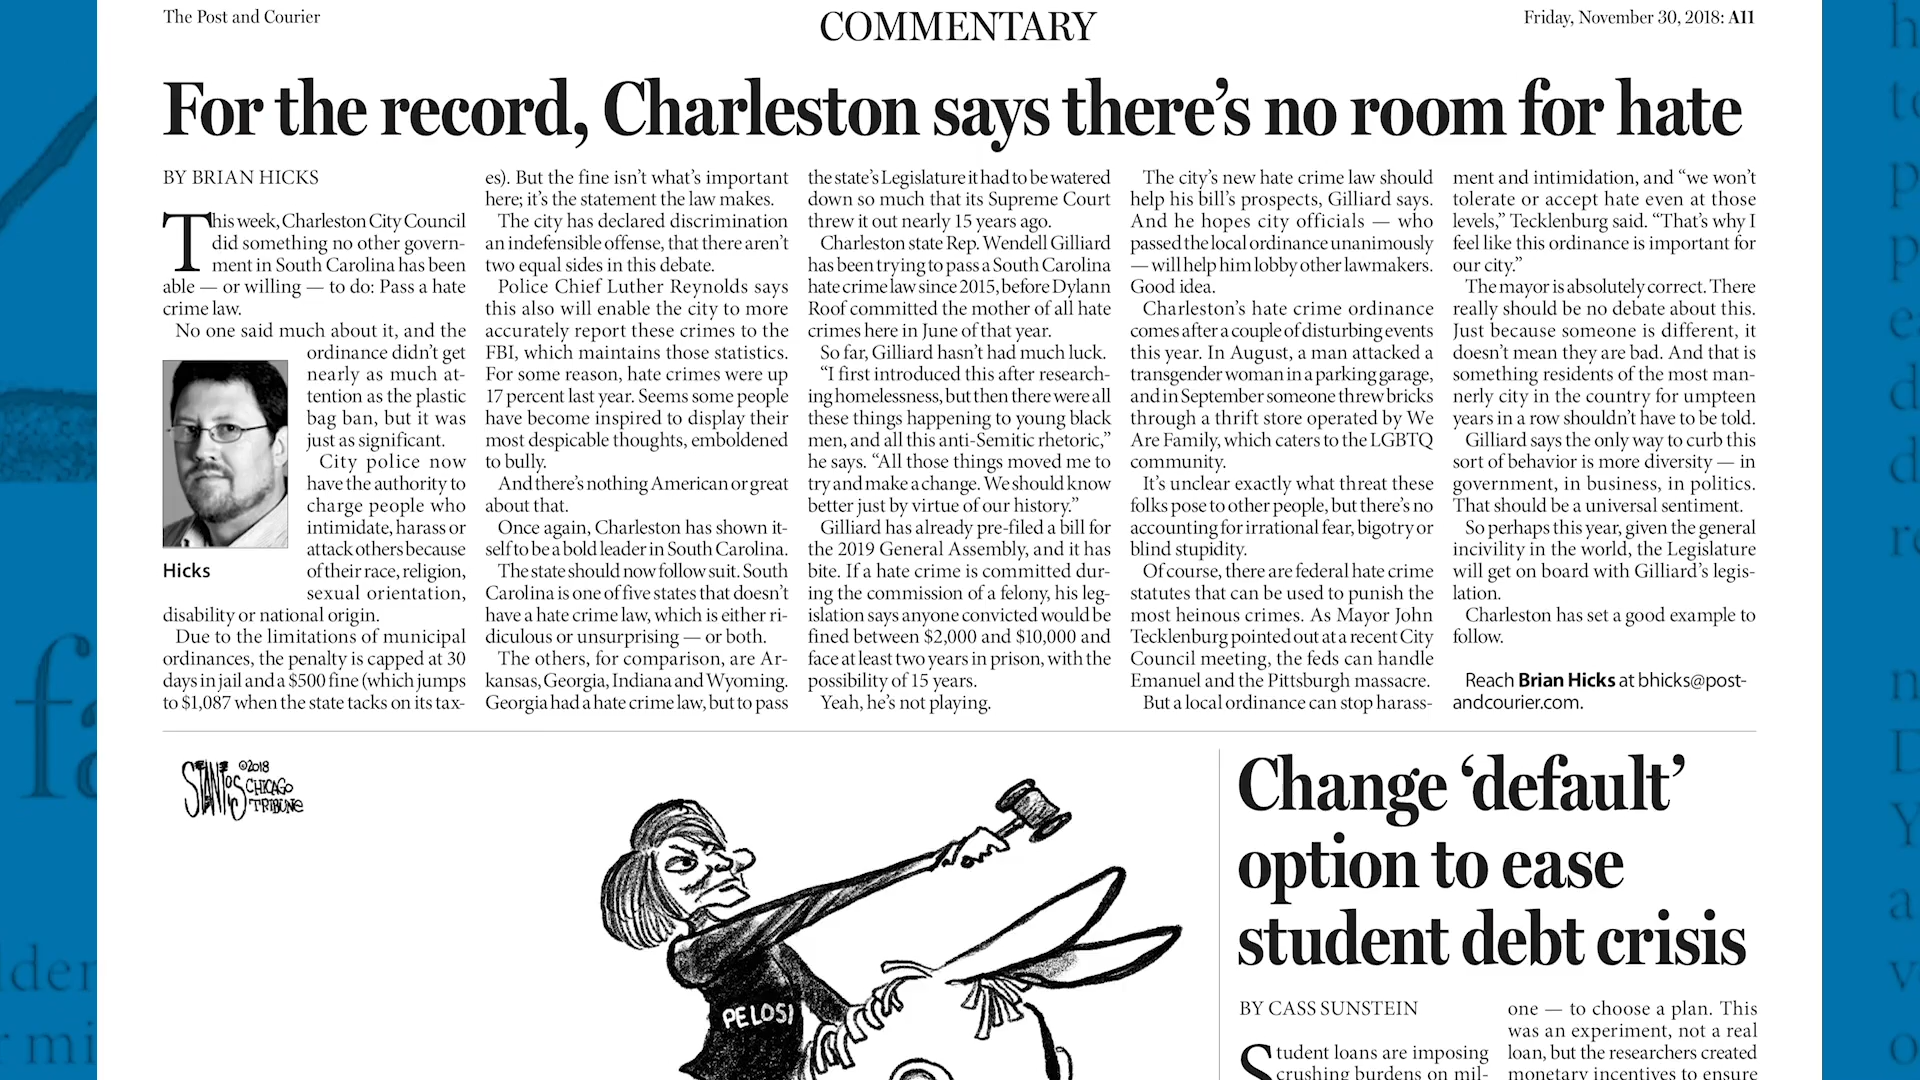 The Post and Courier
COMMENTARY
Friday, November 30, 2018: A11
For the record, Charleston says there’s no room for hate
BY BRIAN HICKS
This week, Charleston City Council
did something no other govern-
ment in South Carolina has been
able — or willing — to do: Pass a hate
crime law.
No one said much about it, and the
ordinance didn’t get
nearly as much at-
tention as the plastic
bag ban, but it was
just as significant.
City police now
have the authority to
charge people who
intimidate, harass or
attack others because
of their race, religion,
sexual orientation,
disability or national origin.
Hicks
Due to the limitations of municipal
ordinances, the penalty is capped at 30
days in jail and a $500 fine (which jumps
to $1,087 when the state tacks on its tax-
es). But the fine isn’t what’s important
here; it’s the statement the law makes.
The city has declared discrimination
an indefensible offense, that there aren’t
two equal sides in this debate.
Police Chief Luther Reynolds says
this also will enable the city to more
accurately report these crimes to the
FBI, which maintains those statistics.
For some reason, hate crimes were up
17 percent last year. Seems some people
have become inspired to display their
most despicable thoughts, emboldened
to bully.
And there’s nothing American or great
about that.
Once again, Charleston has shown it-
self to be a bold leader in South Carolina.
The state should now follow suit. South
Carolina is one of five states that doesn’t
have a hate crime law, which is either ri-
diculous or unsurprising — or both.
The others, for comparison, are Ar-
kansas, Georgia, Indiana and Wyoming.
Georgia had a hate crime law, but to pass
the state’s Legislature it had to be watered
down so much that its Supreme Court
threw it out nearly 15 years ago.
Charleston state Rep. Wendell Gilliard
has been trying to pass a South Carolina
hate crime law since 2015, before Dylann
Roof committed the mother of all hate
crimes here in June of that year.
So far, Gilliard hasn’t had much luck.
“I first introduced this after research-
ing homelessness, but then there were all
these things happening to young black
men, and all this anti-Semitic rhetoric,”
he says. “All those things moved me to
try and make a change. We should know
better just by virtue of our history.”
Gilliard has already pre-filed a bill for
the 2019 General Assembly, and it has
bite. If a hate crime is committed dur-
ing the commission of a felony, his leg-
islation says anyone convicted would be
fined between $2,000 and $10,000 and
face at least two years in prison, with the
possibility of 15 years.
Yeah, he’s not playing.
The city’s new hate crime law should
help his bill’s prospects, Gilliard says.
And he hopes city officials — who
passed the local ordinance unanimously
— will help him lobby other lawmakers.
Good idea.
Charleston’s hate crime ordinance
comes after a couple of disturbing events
this year. In August, a man attacked a
transgender woman in a parking garage,
and in September someone threw bricks
through a thrift store operated by We
Are Family, which caters to the LGBTQ
community.
It’s unclear exactly what threat these
folks pose to other people, but there’s no
accounting for irrational fear, bigotry or
blind stupidity.
Of course, there are federal hate crime
statutes that can be used to punish the
most heinous crimes. As Mayor John
Tecklenburg pointed out at a recent City
Council meeting, the feds can handle
Emanuel and the Pittsburgh massacre.
But a local ordinance can stop harass-
ment and intimidation, and “we won’t
tolerate or accept hate even at those
levels,” Tecklenburg said. “That’s why I
feel like this ordinance is important for
our city.”
The mayor is absolutely correct. There
really should be no debate about this.
Just because someone is different, it
doesn’t mean they are bad. And that is
something residents of the most man-
nerly city in the country for umpteen
years in a row shouldn’t have to be told.
Gilliard says the only way to curb this
sort of behavior is more diversity — in
government, in business, in politics.
That should be a universal sentiment.
So perhaps this year, given the general
incivility in the world, the Legislature
will get on board with Gilliard’s legis-
lation.
Charleston has set a good example to
follow.
Reach Brian Hicks at bhicks@post-
andcourier.com.
STANTIS ©2018
CHICAGO
TRIBUNE
PELOSI
Change ‘default’
option to ease
student debt crisis
BY CASS SUNSTEIN
Student loans are imposing
crushing burdens on mil-
one — to choose a plan. This
was an experiment, not a real
loan, but the researchers created
monetary incentives to ensure